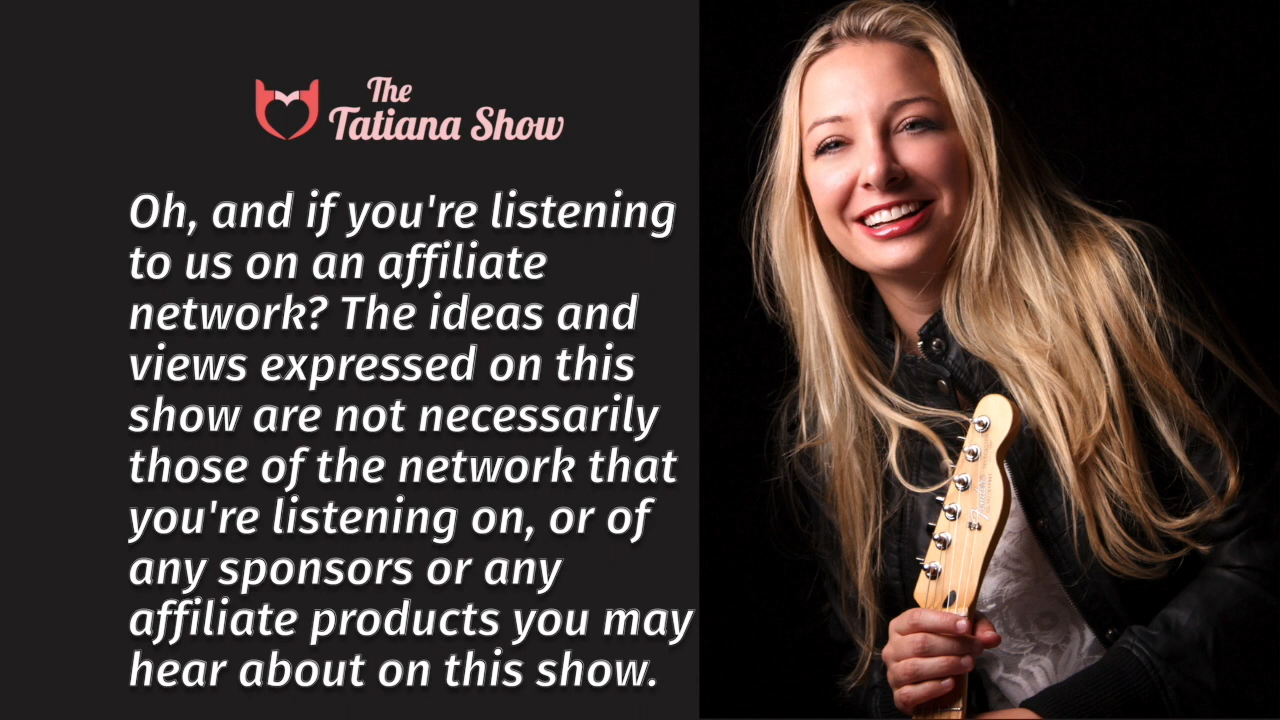 The
Tatiana Show
Oh, and if you're listening
to us on an affiliate
network? The ideas and
views expressed on this
show are not necessarily
those of the network that
you're listening on, or of
any sponsors or any
affiliate products you may
hear about on this show.
Fender